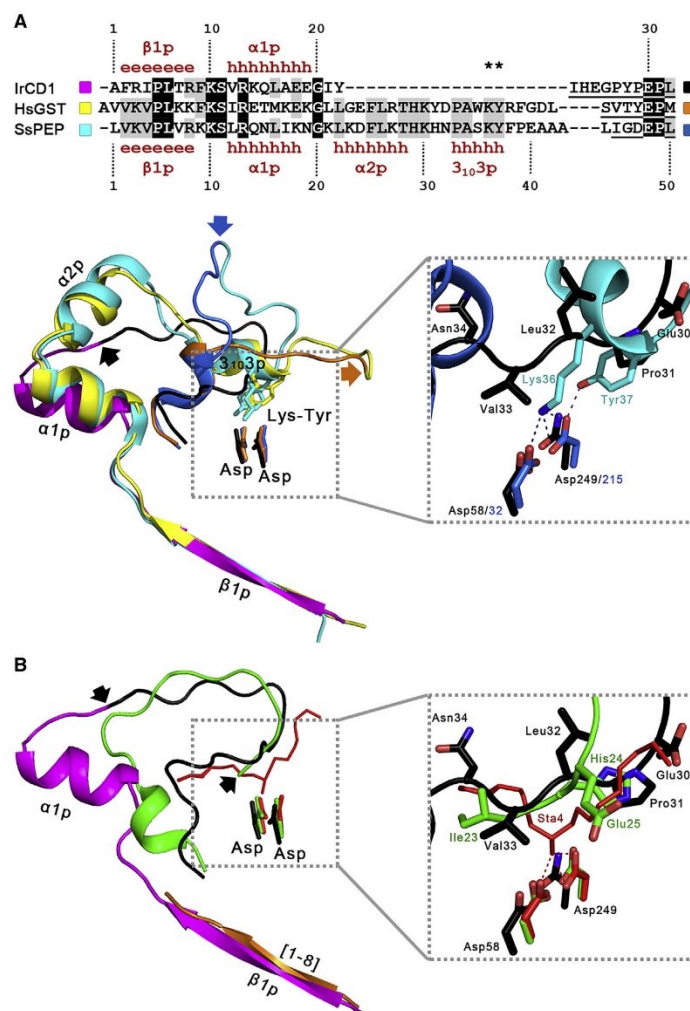 A
1 10 20 30
β1p α1p
eeeeeee hhhhhhhhh **
IrCD1 -AFRIPLTRFKSVRKQLAEEGIY---------------------IHEGPYPEPL
HsGST AVVKVPLKKFKSIRETMKEKGLLGEFLRTHKYDPAWKYRFGDL---SVTYEPM
SsPEP -LVKVPLVRKKSLRQNLIKNGKLKDFLKTHKHNPASKYFPEAAA--LIGDEPL
eeeeeee hhhhhhh hhhhhhh hhhhh
β1p α1p α2p 3₁₀3p
1 10 20 30 40 50
α2p
α1p
3₁₀3p
Lys-Tyr
Asp
Asp
β1p
Asn34
Leu32
Glu30
Lys36
Pro31
Val33
Tyr37
Asp249/215
Asp58/32
B
α1p
Asp Asp
[1-8]
β1p
Asn34
Leu32
His24
Glu30
Sta4
Pro31
Ile23
Glu25
Val33
Asp249
Asp58